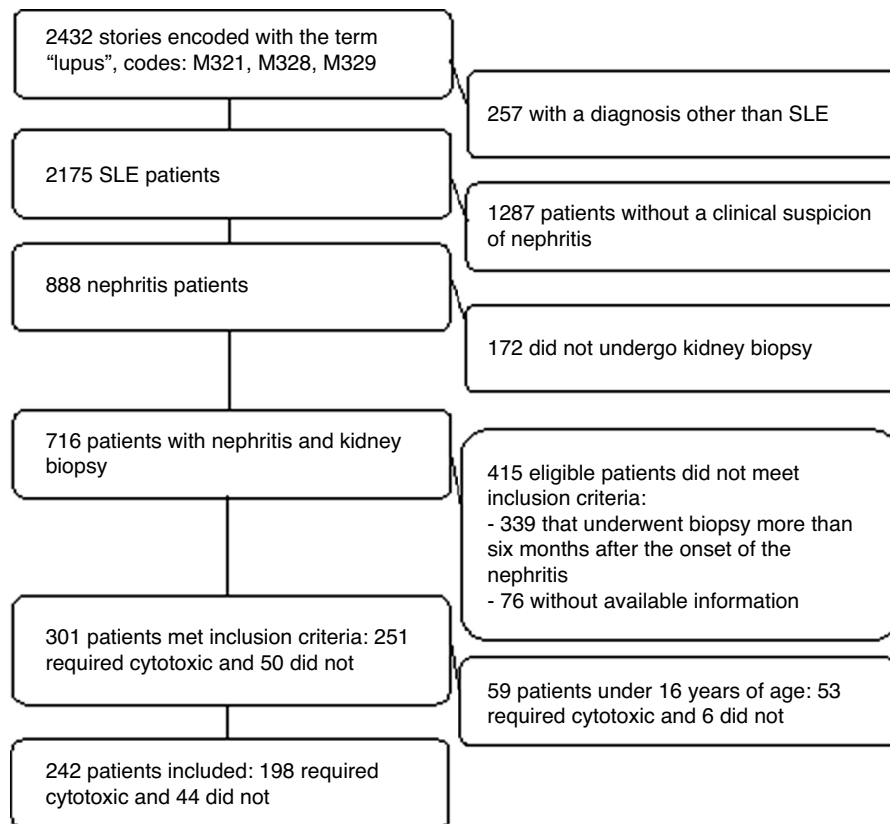 2432 stories encoded with the term
“lupus”, codes: M321, M328, M329
257 with a diagnosis other than SLE
2175 SLE patients
1287 patients without a clinical suspicion
of nephritis
888 nephritis patients
172 did not undergo kidney biopsy
716 patients with nephritis and kidney
biopsy
415 eligible patients did not meet
inclusion criteria:
- 339 that underwent biopsy more than
six months after the onset of the
nephritis
- 76 without available information
301 patients met inclusion criteria: 251
required cytotoxic and 50 did not
59 patients under 16 years of age: 53
required cytotoxic and 6 did not
242 patients included: 198 required
cytotoxic and 44 did not